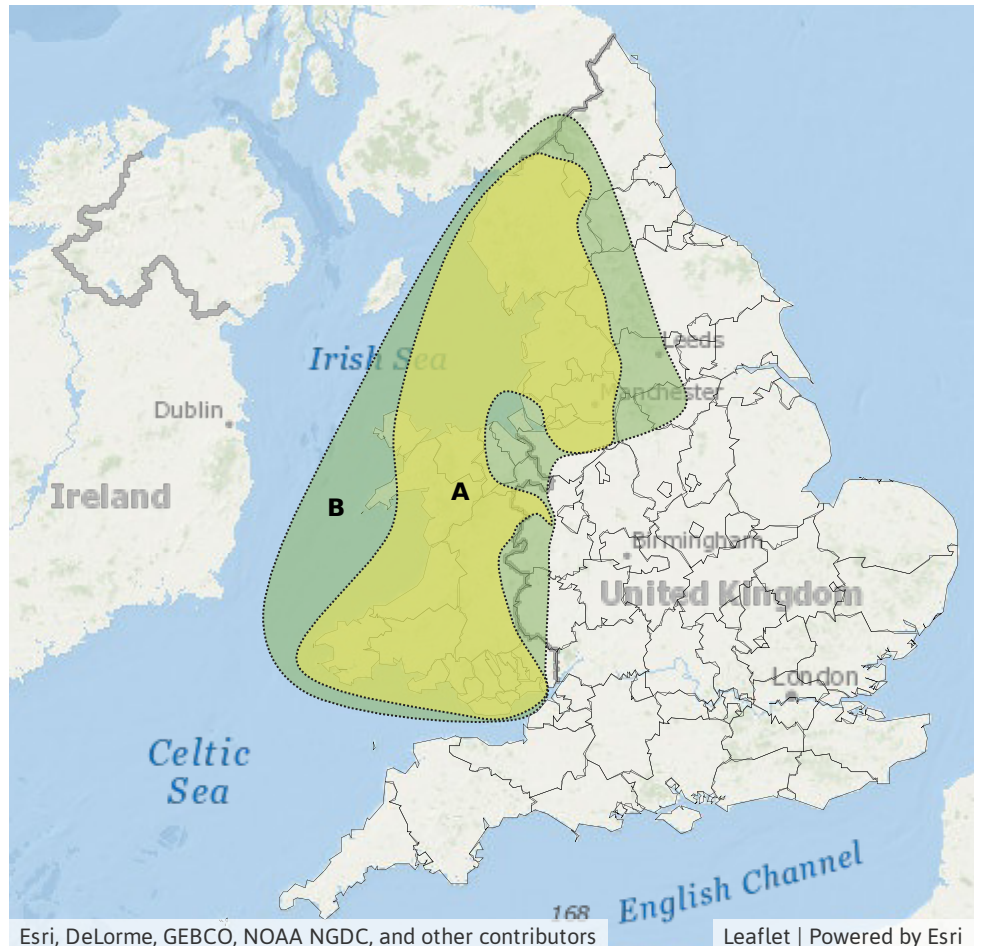 Leeds
Irish Sea
Manchester
Dublin
A
Ireland
B
Birmingham
United Kingdom
London
Celtic
Sea
English Channel
168
Esri, DeLorme, GEBCO, NOAA NGDC, and other contributors
Leaflet | Powered by Esri